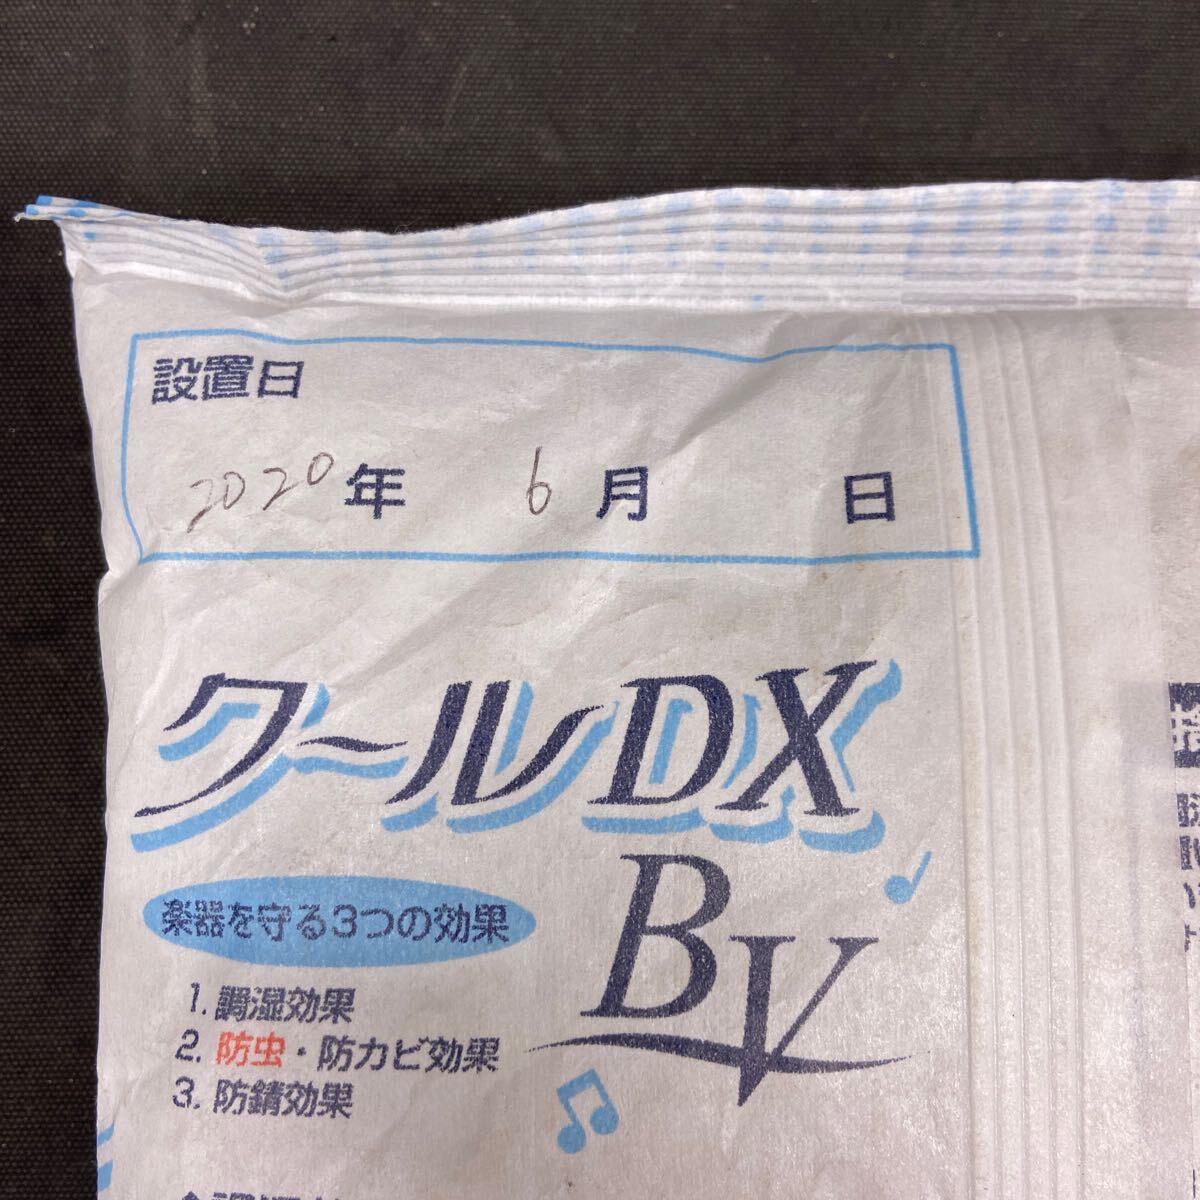 設置日
2020年 6月 日
クールDX
BV
楽器を守る3つの効果
1. 調湿効果
2. 防虫・防カビ効果
3. 防錆効果